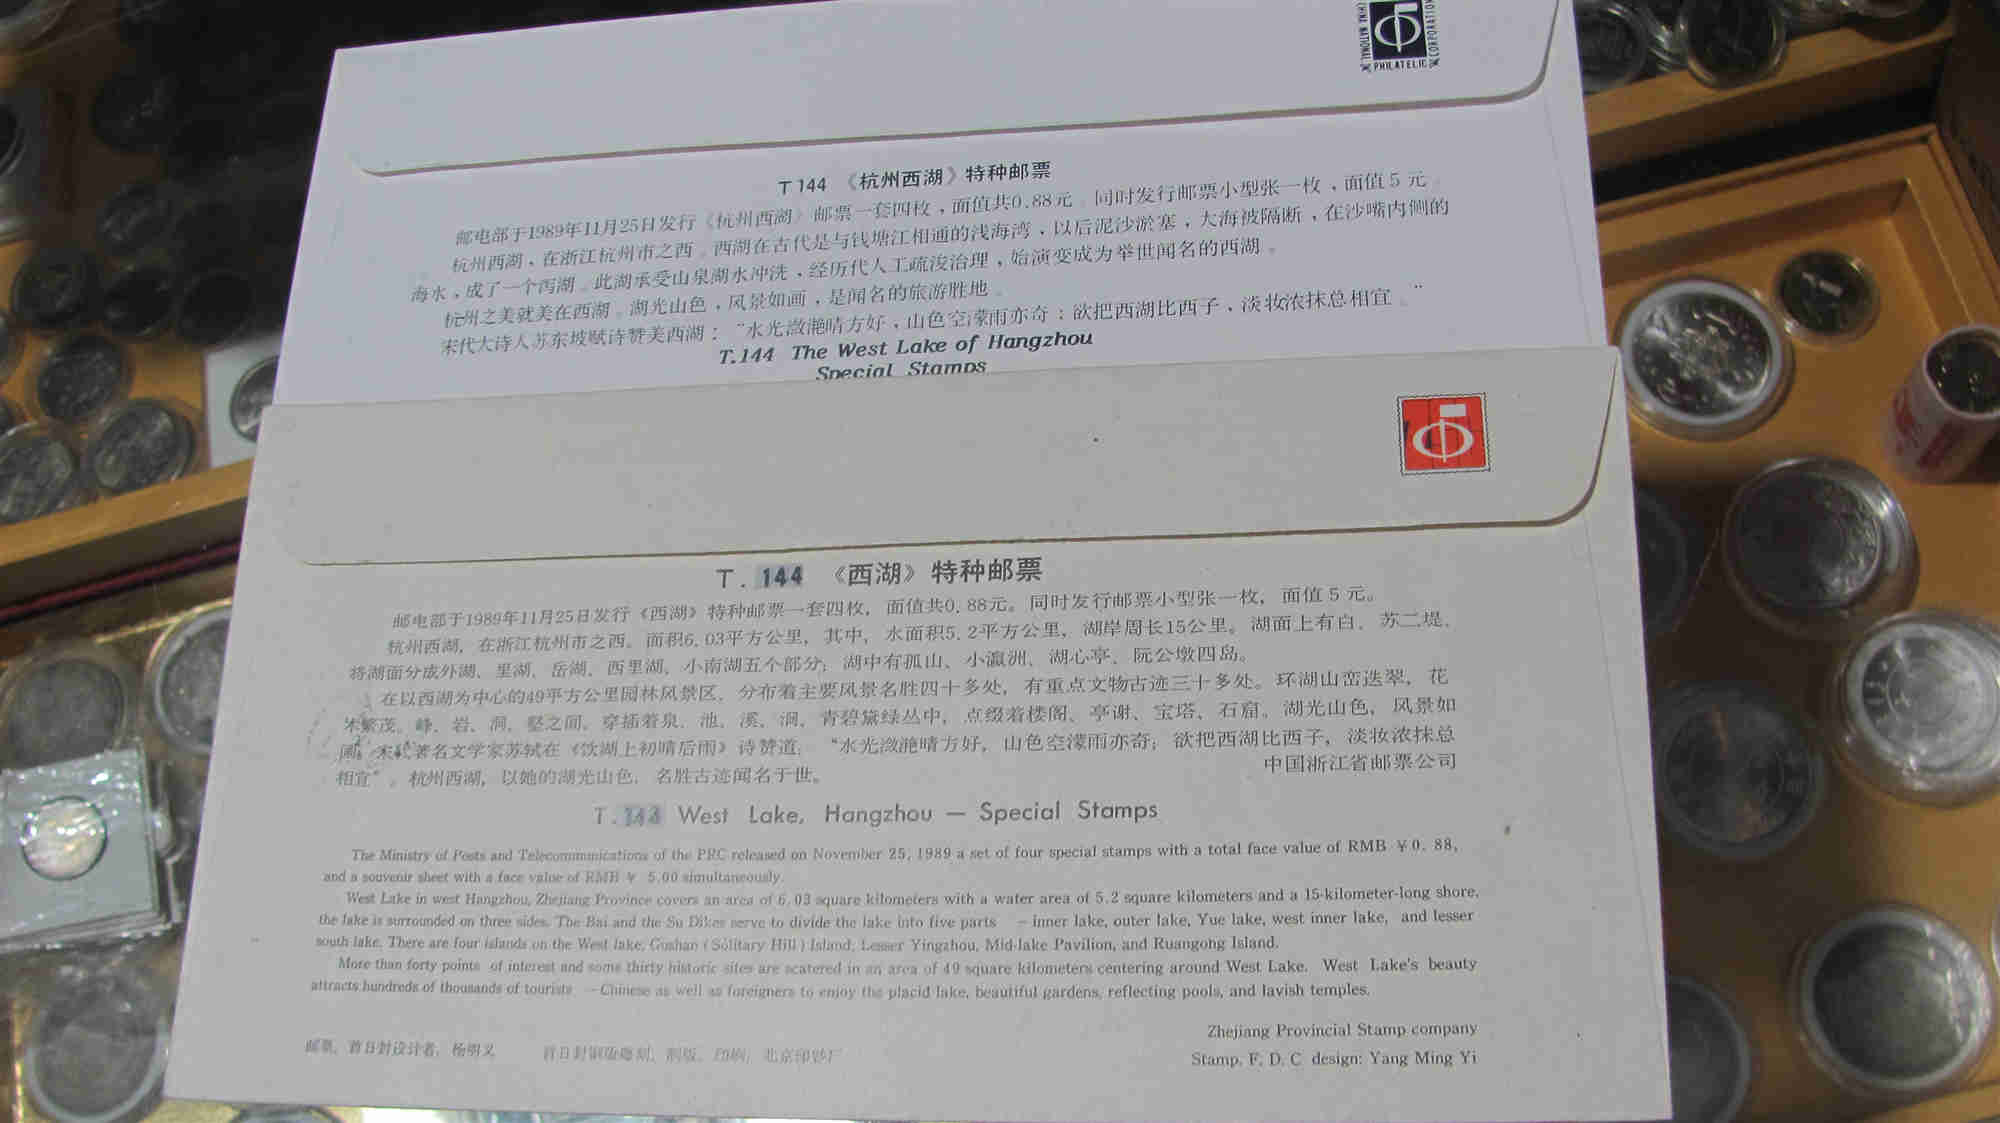 CHINA NATIONAL
PHILATELIC
CORPORATION
T144 《杭州西湖》特种邮票
邮电部于1989年11月25日发行《杭州西湖》邮票一套四枚，面值共0.88元。同时发行邮票小型张一枚，面值5元。
杭州西湖，在浙江杭州市之西。西湖在古代是与钱塘江相通的浅海湾，以后泥沙淤塞，大海被隔断，在沙嘴内侧的
海水，成了一个泻湖。此湖承受山泉湖水冲洗，经历代人工疏浚治理，始演变成为举世闻名的西湖。
杭州之美就美在西湖。湖光山色，风景如画，是闻名的旅游胜地。
宋代大诗人苏东坡赋诗赞美西湖：“水光潋滟晴方好，山色空濛雨亦奇；欲把西湖比西子，淡妆浓抹总相宜。”
T.144 The West Lake of Hangzhou
Special Stamps
T.144 《西湖》特种邮票
邮电部于1989年11月25日发行《西湖》特种邮票一套四枚，面值共0.88元。同时发行邮票小型张一枚，面值5元。
杭州西湖，在浙江杭州市之西。面积6.03平方公里，其中，水面积5.2平方公里，湖岸周长15公里。湖面上有白、苏二堤，
将湖面分成外湖、里湖、岳湖、西里湖、小南湖五个部分；湖中有孤山、小瀛洲、湖心亭、阮公墩四岛。
在以西湖为中心的49平方公里园林风景区，分布着主要风景名胜四十多处，有重点文物古迹三十多处。环湖山峦迭翠，花
木繁茂。峰、岩、洞、壑之间，穿插着泉、池、溪、涧，青碧黛绿丛中，点缀着楼阁、亭谢、宝塔、石窟。湖光山色，风景如
画，宋代著名文学家苏轼在《饮湖上初晴后雨》诗赞道：“水光潋滟晴方好，山色空濛雨亦奇；欲把西湖比西子，淡妆浓抹总
相宜”。杭州西湖，以她的湖光山色，名胜古迹闻名于世。
中国浙江省邮票公司
T.144 West Lake, Hangzhou — Special Stamps
The Ministry of Posts and Telecommmunications of the PRC released on November 25, 1989 a set of four special stamps with a total face value of RMB ￥0. 88,
and a souvenir sheet with a face value of RMB ￥ 5.00 simultaneously.
West Lake in west Hangzhou, Zhejiang Province covers an area of 6. 03 square kilometers with a water area of 5.2 square kilometers and a 15-kilometer-long shore,
the lake is surrounded on three sides. The Bai and the Su Dikes serve to divide the lake into five parts —inner lake, outer lake, Yue lake, west inner lake, and lesser
south lake. There are four islands on the West lake, Gushan (Solitary Hill) Island, Lesser Yingzhou, Mid-lake Pavilion, and Ruangong Island.
More than forty points of interest and some thirty historic sites are scatered in an area of 49 square kilometers centering around West Lake. West Lake's beauty
attracts hundreds of thousands of tourists —Chinese as well as foreigners to enjoy the placid lake, beautiful gardens, reflecting pools, and lavish temples.
Zhejiang Provincial Stamp company
邮票、首日封设计者，杨明义 首日封钢版雕刻、制版、印刷：北京印钞厂
Stamp. F. D. C design: Yang Ming Yi